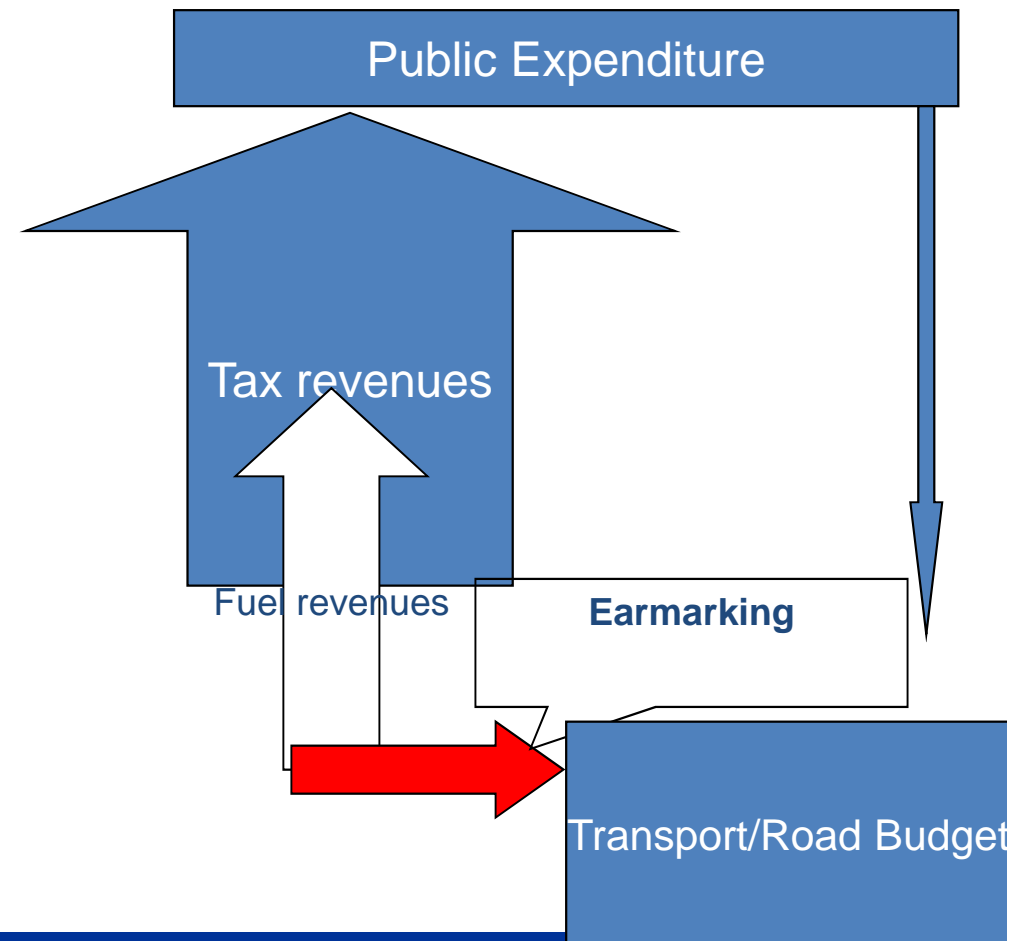 Public Expenditure
Tax revenues
Fuel revenues
Earmarking
Transport/Road Budget